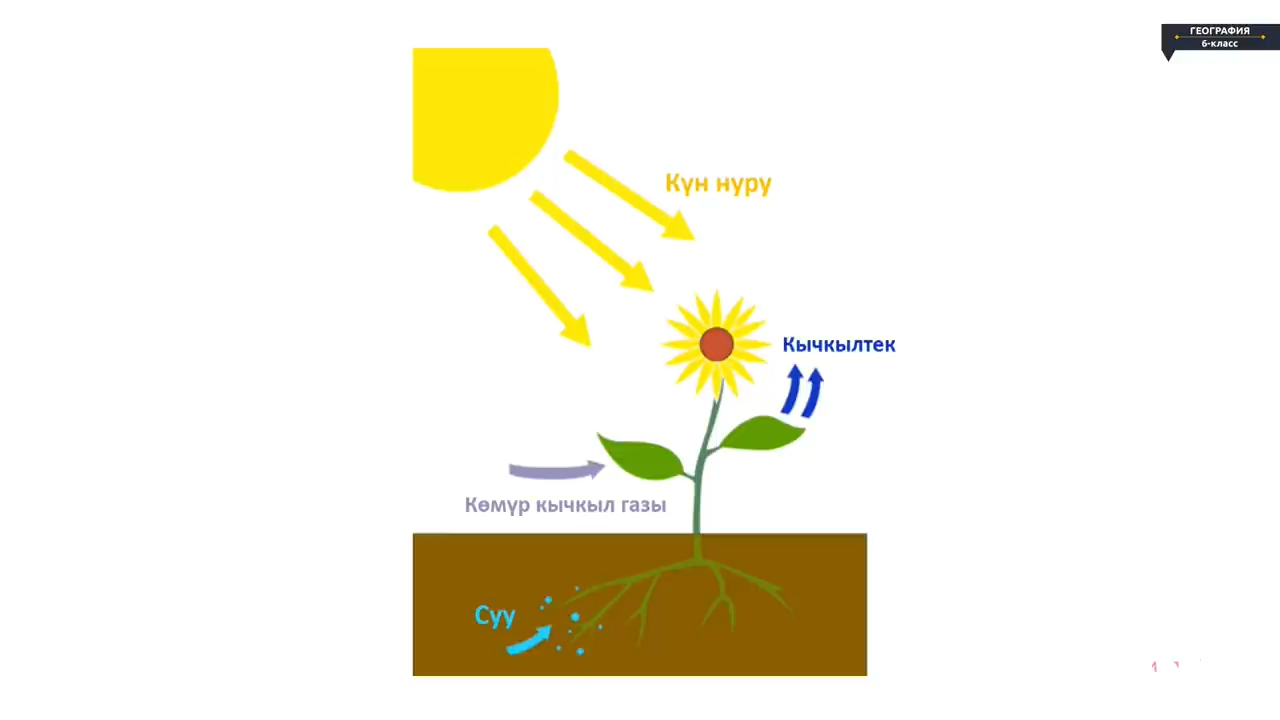 ГЕОГРАФИЯ
6-класс
Күн нуру
Кычкылтек
Көмүр кычкыл газы
Суу